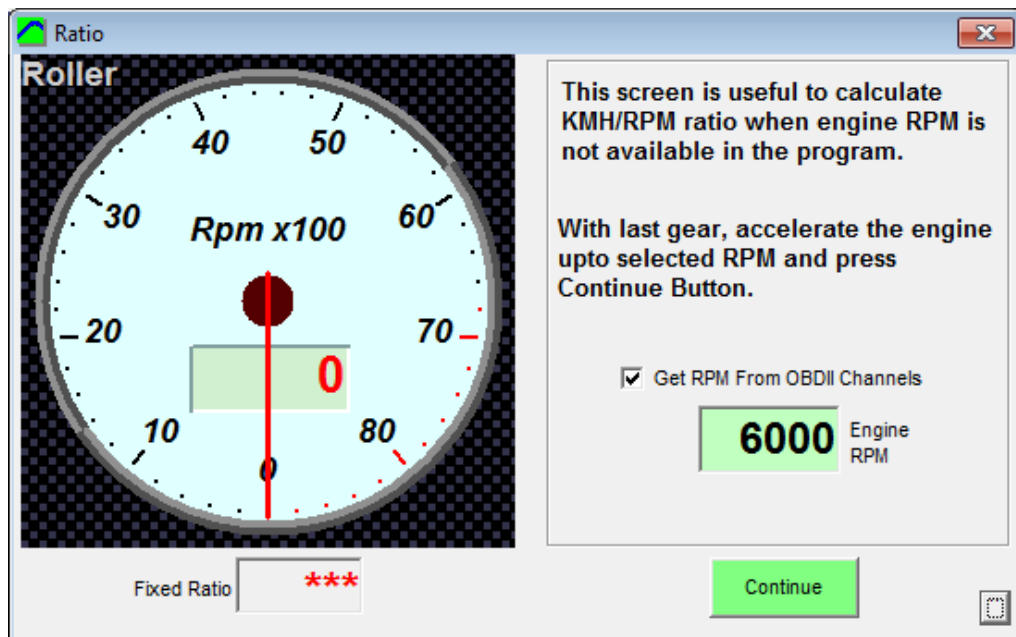 Ratio
Roller
40
50
30
60
Rpm x100
20
70
0
10
80
0
Fixed Ratio
***
This screen is useful to calculate
KMH/RPM ratio when engine RPM is
not available in the program.
With last gear, accelerate the engine
upto selected RPM and press
Continue Button.
Get RPM From OBDII Channels
6000
Engine
RPM
Continue